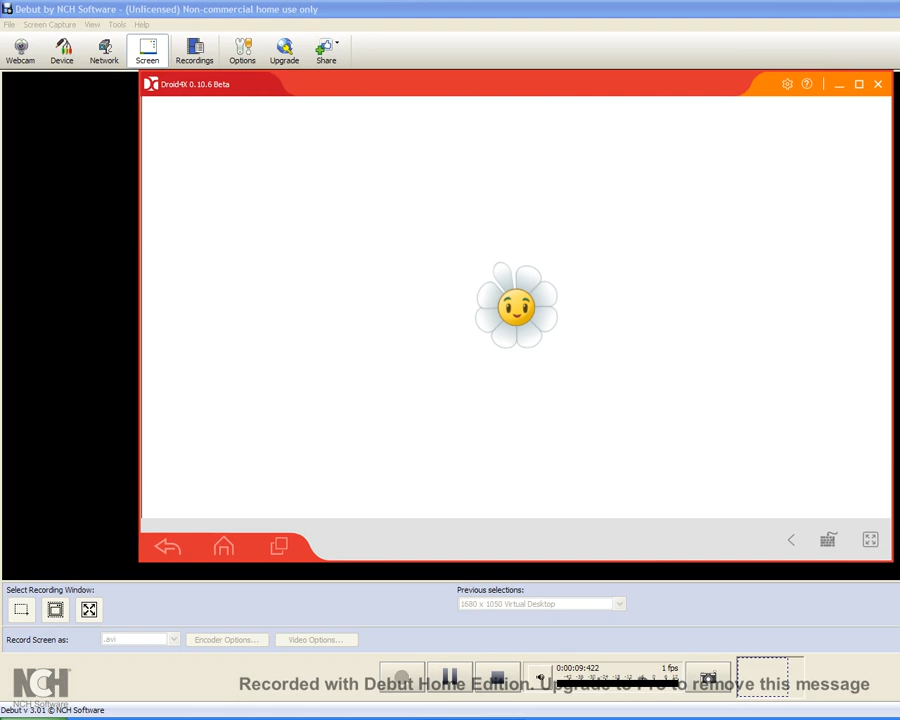 Debut by NCH Software - (Unlicensed) Non-commercial home use only
File Screen Capture View Tools Help
Webcam Device Network Screen Recordings Options Upgrade Share
Droid4X 0.10.6 Beta
Select Recording Window:
Previous selections:
1680 x 1050 Virtual Desktop
Record Screen as: .avi Encoder Options... Video Options...
0:00:09:422 1 fps
Recorded with Debut Home Edition. Upgrade to Pro to remove this message
NCH
NCH Software
Debut v 3.01 © NCH Software